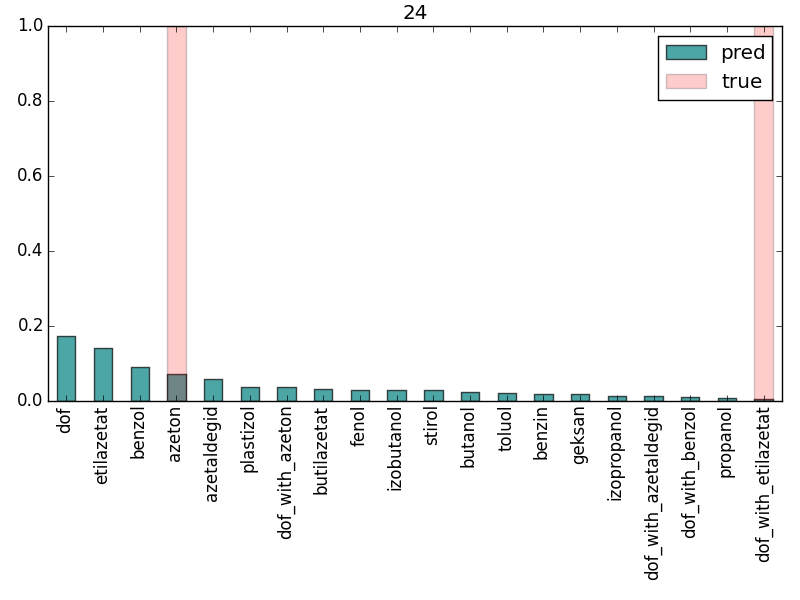 24
1.0
0.8
0.6
0.4
0.2
0.0
pred
true
dof
etilazetat
benzol
azeton
azetaldegid
plastizol
dof_with_azeton
butilazetat
fenol
izobutanol
stirol
butanol
toluol
benzin
geksan
izopropanol
dof_with_azetaldegid
dof_with_benzol
propanol
dof_with_etilazetat